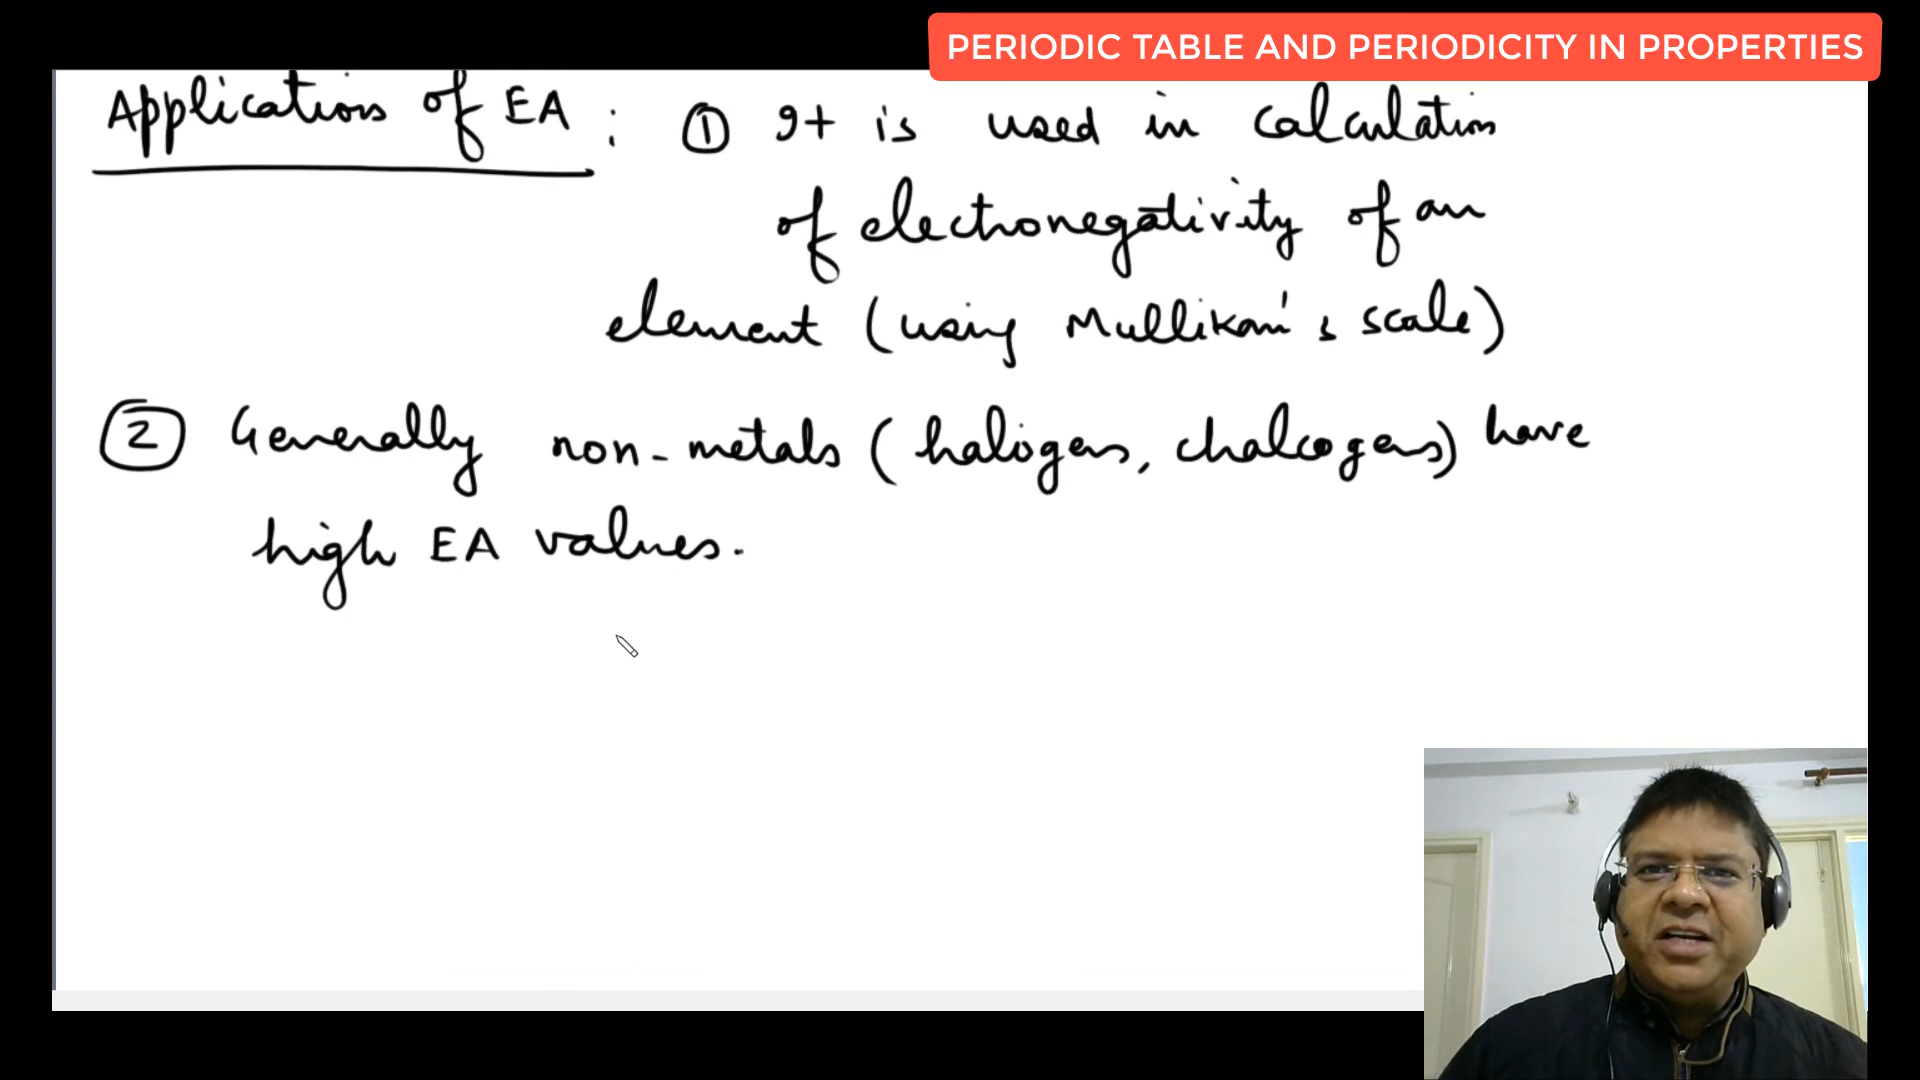 PERIODIC TABLE AND PERIODICITY IN PROPERTIES
Applications of EA : ① It is used in calculation
of electronegativity of an
element (using Mullikan's scale)
② Generally non-metals (halogens, chalcogens) have
high EA values.